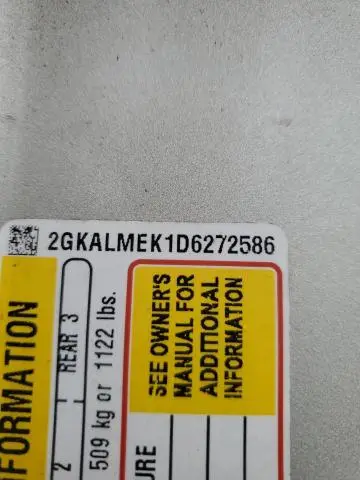 2GKALMEK1D6272586
FORMATION
2 | REAR 3
509 kg or 1122 lbs.
SEE OWNER'S
MANUAL FOR
ADDITIONAL
INFORMATION
URE